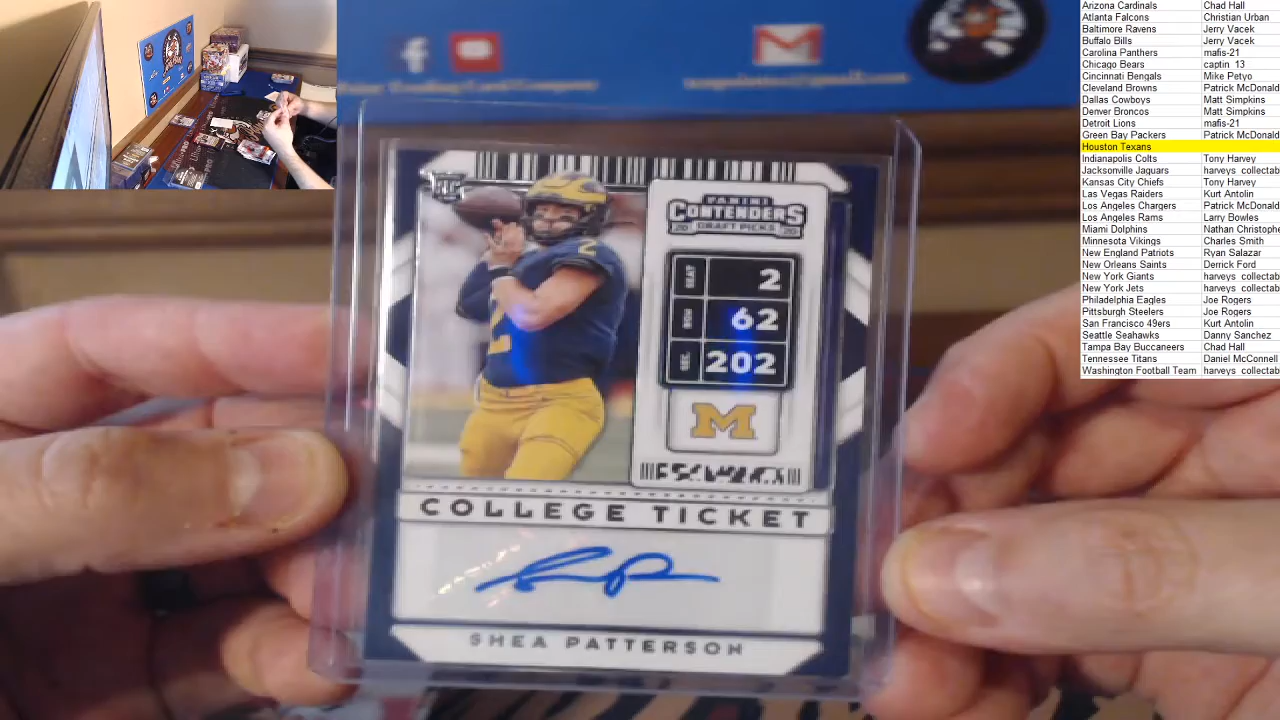 RC
PANINI
CONTENDERS
20 DRAFT PICKS 20
SEAT 2
ROW 62
SEC 202
M
COLLEGE TICKET
SHEA PATTERSON
2
Arizona Cardinals Chad Hall
Atlanta Falcons Christian Urban
Baltimore Ravens Jerry Vacek
Buffalo Bills Jerry Vacek
Carolina Panthers mafis-21
Chicago Bears captin 13
Cincinnati Bengals Mike Petyo
Cleveland Browns Patrick McDonald
Dallas Cowboys Matt Simpkins
Denver Broncos Matt Simpkins
Detroit Lions mafis-21
Green Bay Packers Patrick McDonald
Houston Texans
Indianapolis Colts Tony Harvey
Jacksonville Jaguars harveys collectab
Kansas City Chiefs Tony Harvey
Las Vegas Raiders Kurt Antolin
Los Angeles Chargers Patrick McDonald
Los Angeles Rams Larry Bowles
Miami Dolphins Nathan Christophe
Minnesota Vikings Charles Smith
New England Patriots Ryan Salazar
New Orleans Saints Derrick Ford
New York Giants harveys collectab
New York Jets harveys collectab
Philadelphia Eagles Joe Rogers
Pittsburgh Steelers Joe Rogers
San Francisco 49ers Kurt Antolin
Seattle Seahawks Danny Sanchez
Tampa Bay Buccaneers Chad Hall
Tennessee Titans Daniel McConnell
Washington Football Team harveys collectab